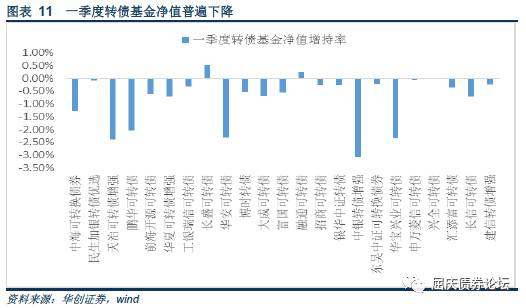 图表 11 一季度转债基金净值普遍下降
一季度转债基金净值增持率
1.00%
0.50%
0.00%
-0.50%
-1.00%
-1.50%
-2.00%
-2.50%
-3.00%
-3.50%
中海可转换债券
民生加银转债优选
天治可转债增强
鹏华可转债
前海开源可转债
华夏可转债增强
工银瑞信可转债
长盛可转债
华安可转债
博时转债
大成可转债
富国可转债
融通可转债
招商可转债
银华中证转债
中银转债增强
东吴中证可转换债券
华宝兴业可转债
申万菱信可转债
兴全可转债
汇添富可转债
长信可转债
建信转债增强
屈庆债券论坛
资料来源：华创证券，wind